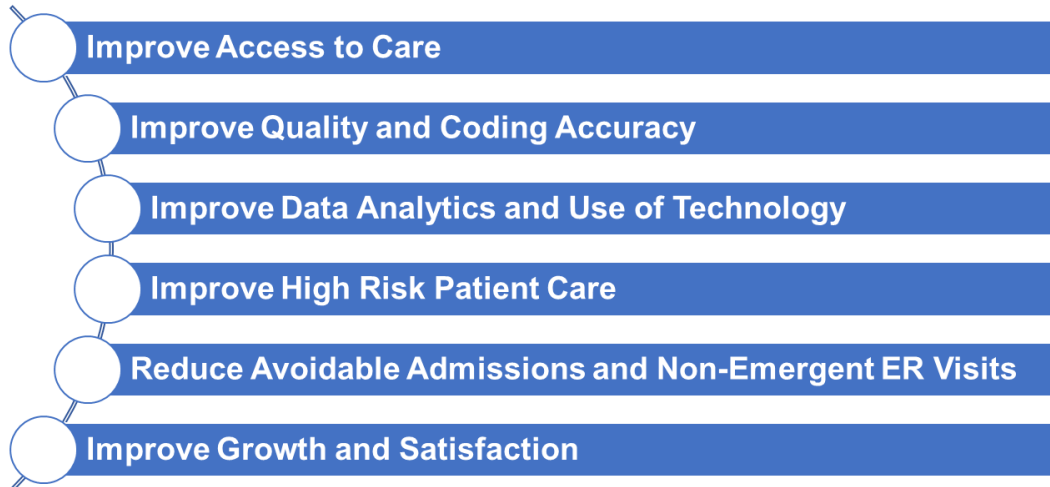 Improve Access to Care
Improve Quality and Coding Accuracy
Improve Data Analytics and Use of Technology
Improve High Risk Patient Care
Reduce Avoidable Admissions and Non-Emergent ER Visits
Improve Growth and Satisfaction